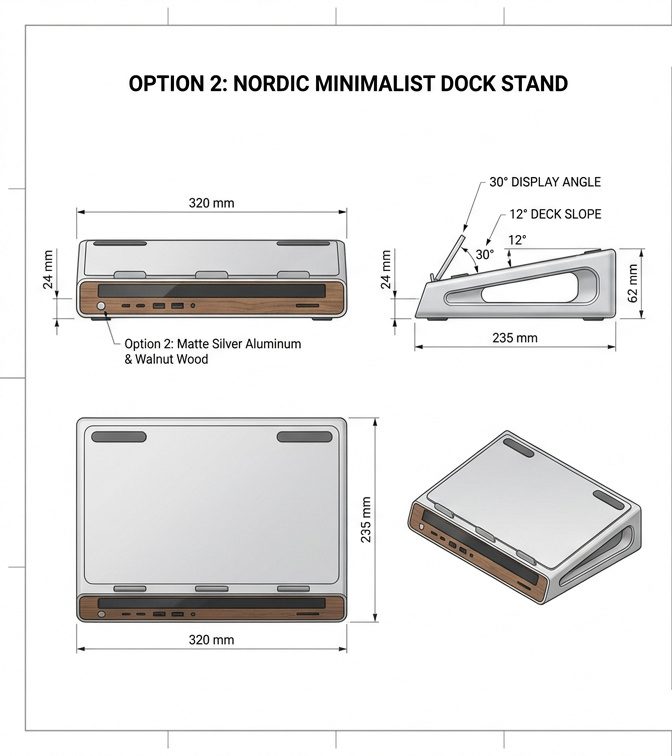 OPTION 2: NORDIC MINIMALIST DOCK STAND
320 mm
24 mm
Option 2: Matte Silver Aluminum
& Walnut Wood
30° DISPLAY ANGLE
12° DECK SLOPE
12°
30°
24 mm
62 mm
235 mm
235 mm
320 mm